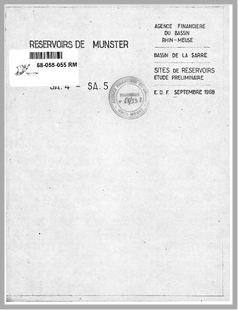 AGENCE FINANCIERE
DU BASSIN
RHIN-MEUSE
RESERVOIRS DE MUNSTER
BASSIN DE LA SARRE
68-055-055 RM
SITES DE RESERVOIRS
ETUDE PRELIMINAIRE
SA. 4 - SA. 5
E.D.F. SEPTEMBRE 1968